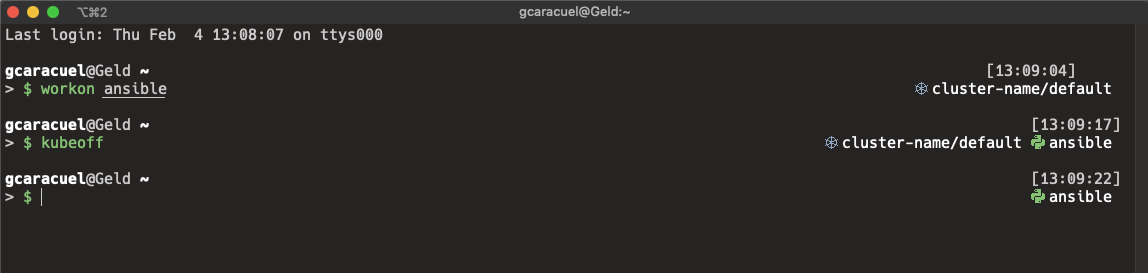 ⌥⌘2
gcaracuel@Geld:~
Last login: Thu Feb  4 13:08:07 on ttys000
gcaracuel@Geld ~ [13:09:04]
> $ workon ansible ⎈ cluster-name/default
gcaracuel@Geld ~ [13:09:17]
> $ kubeoff ⎈ cluster-name/default ansible
gcaracuel@Geld ~ [13:09:22]
> $ ansible